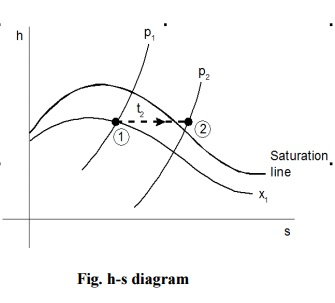 h
p1
p2
t2
1
2
Saturation
line
x1
s
Fig. h-s diagram